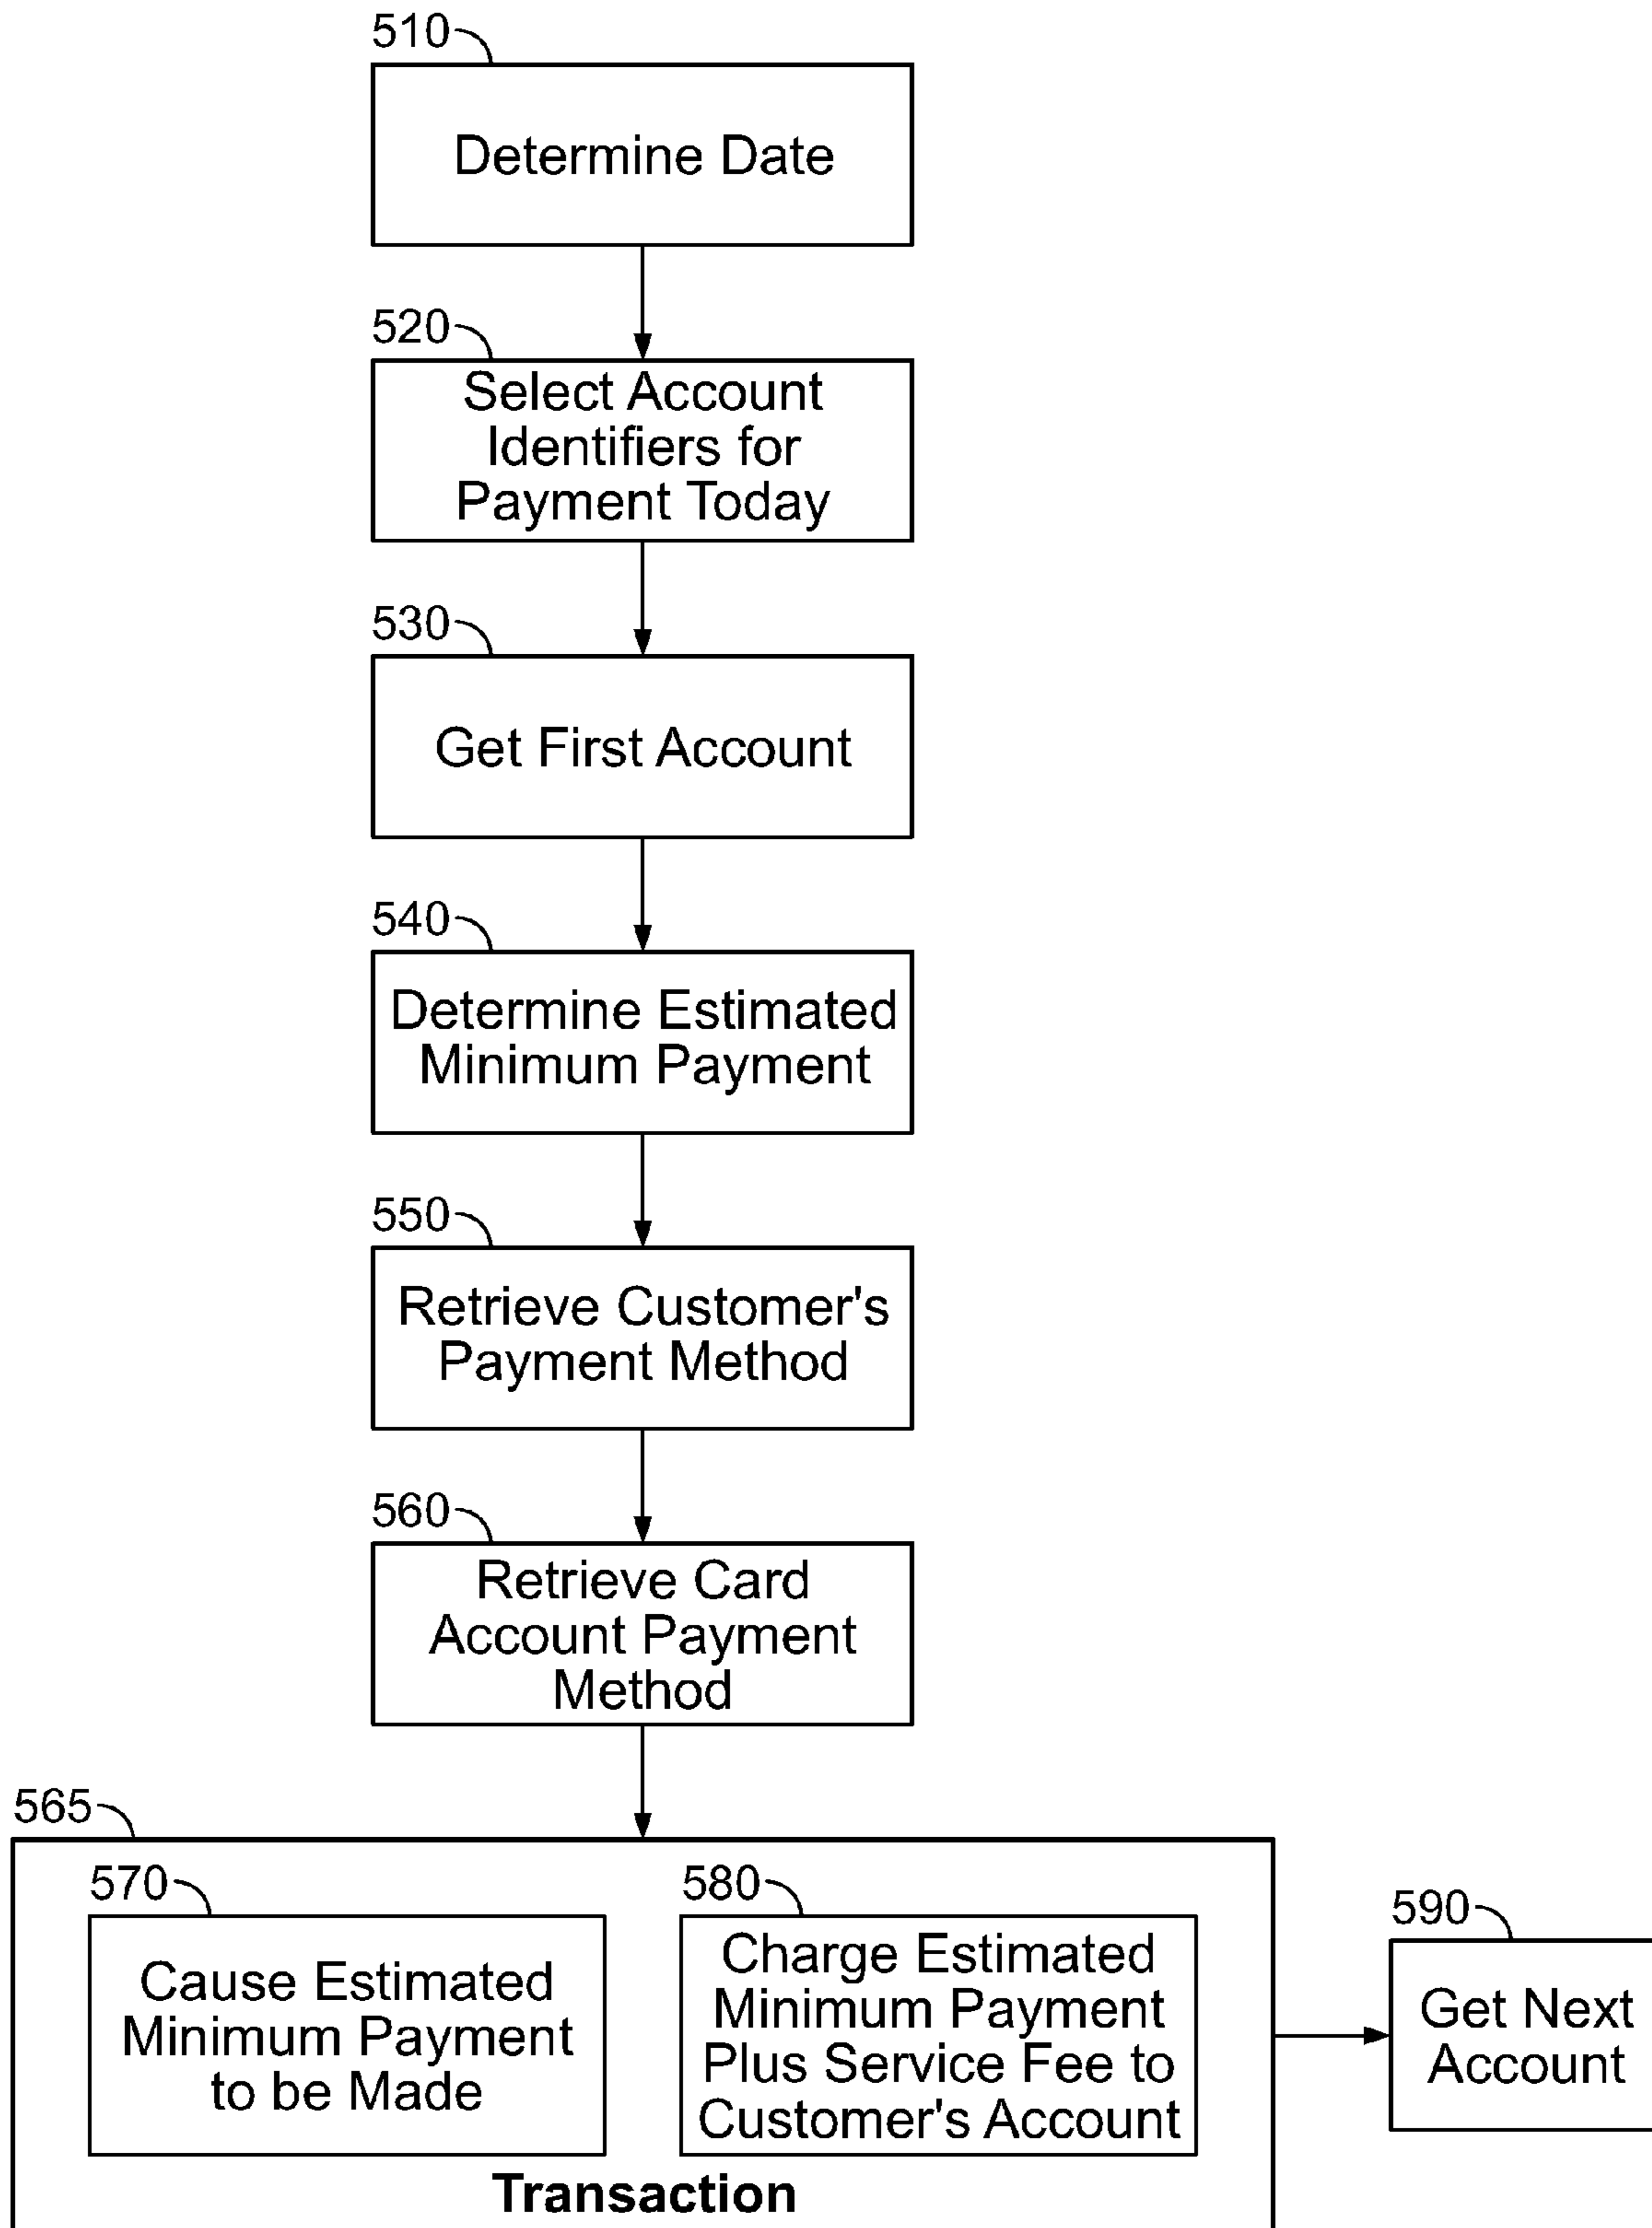 510
Determine Date
520
Select Account
Identifiers for
Payment Today
530
Get First Account
540
Determine Estimated
Minimum Payment
550
Retrieve Customer's
Payment Method
560
Retrieve Card
Account Payment
Method
565
570
Cause Estimated
Minimum Payment
to be Made
580
Charge Estimated
Minimum Payment
Plus Service Fee to
Customer's Account
Transaction
590
Get Next
Account